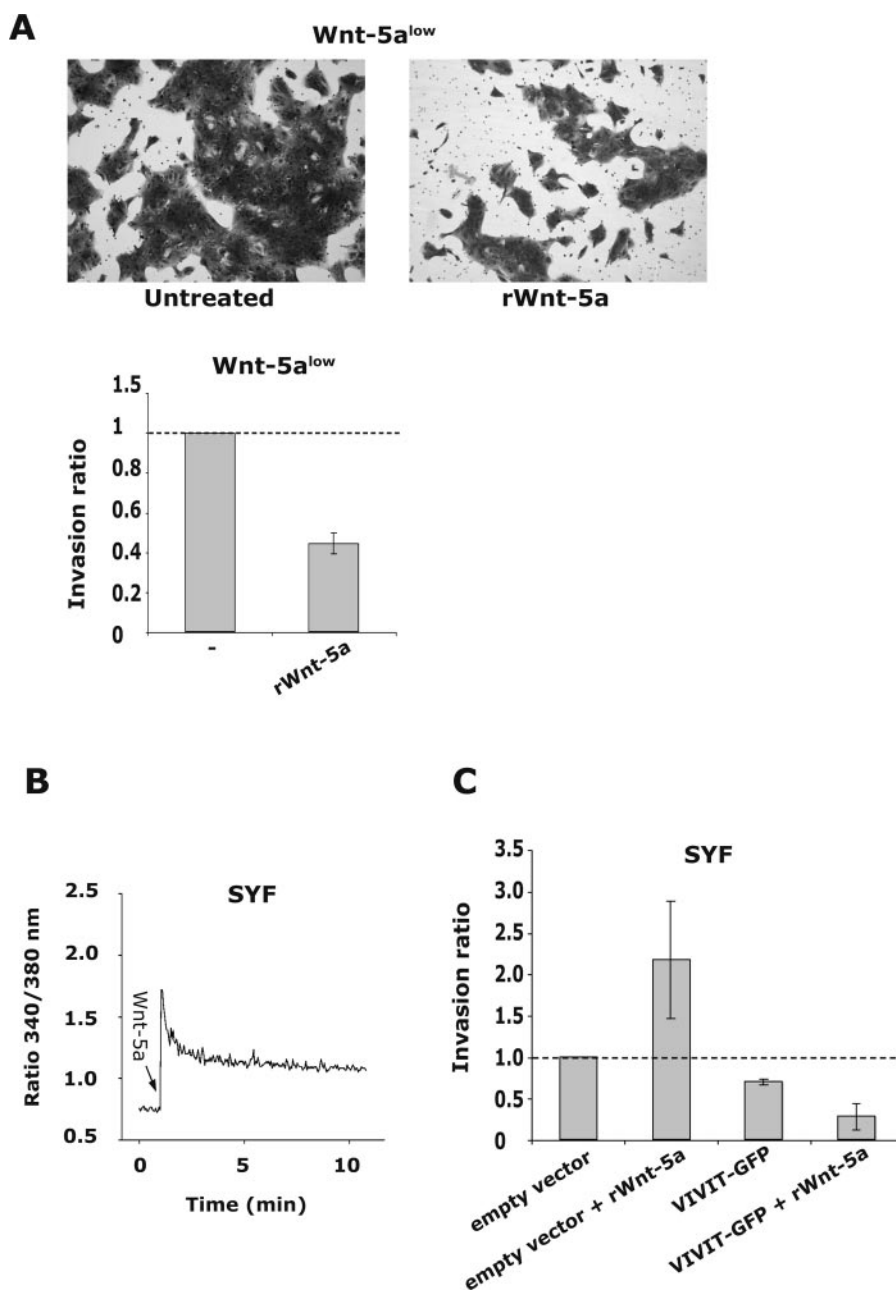 A
Wnt-5alow
Untreated
rWnt-5a
Wnt-5alow
Invasion ratio
1.5
1
0.8
0.6
0.4
0.2
0
-
rWnt-5a
B
SYF
Ratio 340/380 nm
2.5
2.0
1.5
1.0
0.5
Wnt-5a
0
5
10
Time (min)
C
SYF
Invasion ratio
3.5
3.0
2.5
2.0
1.0
0.5
0
empty vector
empty vector + rWnt-5a
VIVIT-GFP
VIVIT-GFP + rWnt-5a